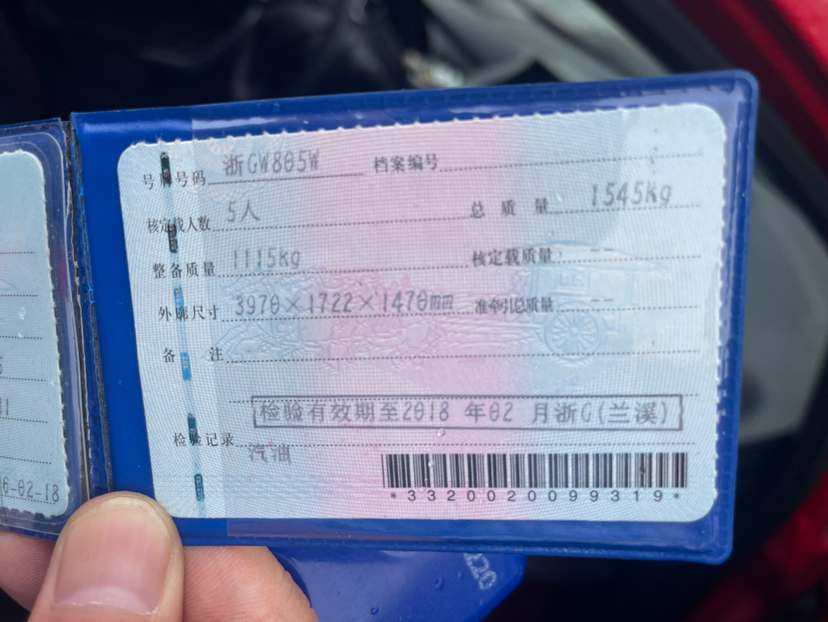 号牌号码 浙GW805W 档案编号
核定载人数 5人 总质量 1545kg
整备质量 1115kg 核定载质量 --
外廓尺寸 3970×1722×1470mm 准牵引总质量 --
备注
检验有效期至2018 年02 月浙G(兰溪)
检验记录
汽油
*3320020099319*
6-02-18